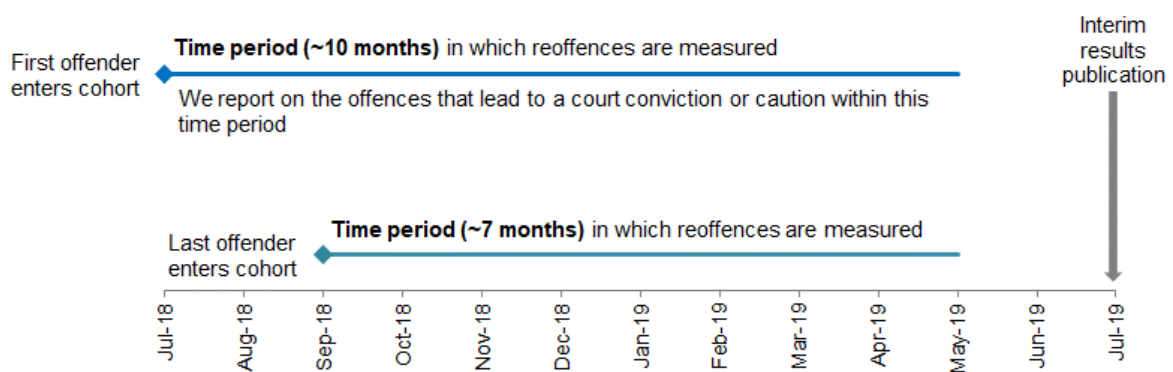 Time period (~10 months) in which reoffences are measured
First offender
enters cohort
We report on the offences that lead to a court conviction or caution within this
time period
Interim
results
publication
Time period (~7 months) in which reoffences are measured
Last offender
enters cohort
Jul-18
Aug-18
Sep-18
Oct-18
Nov-18
Dec-18
Jan-19
Feb-19
Mar-19
Apr-19
May-19
Jun-19
Jul-19